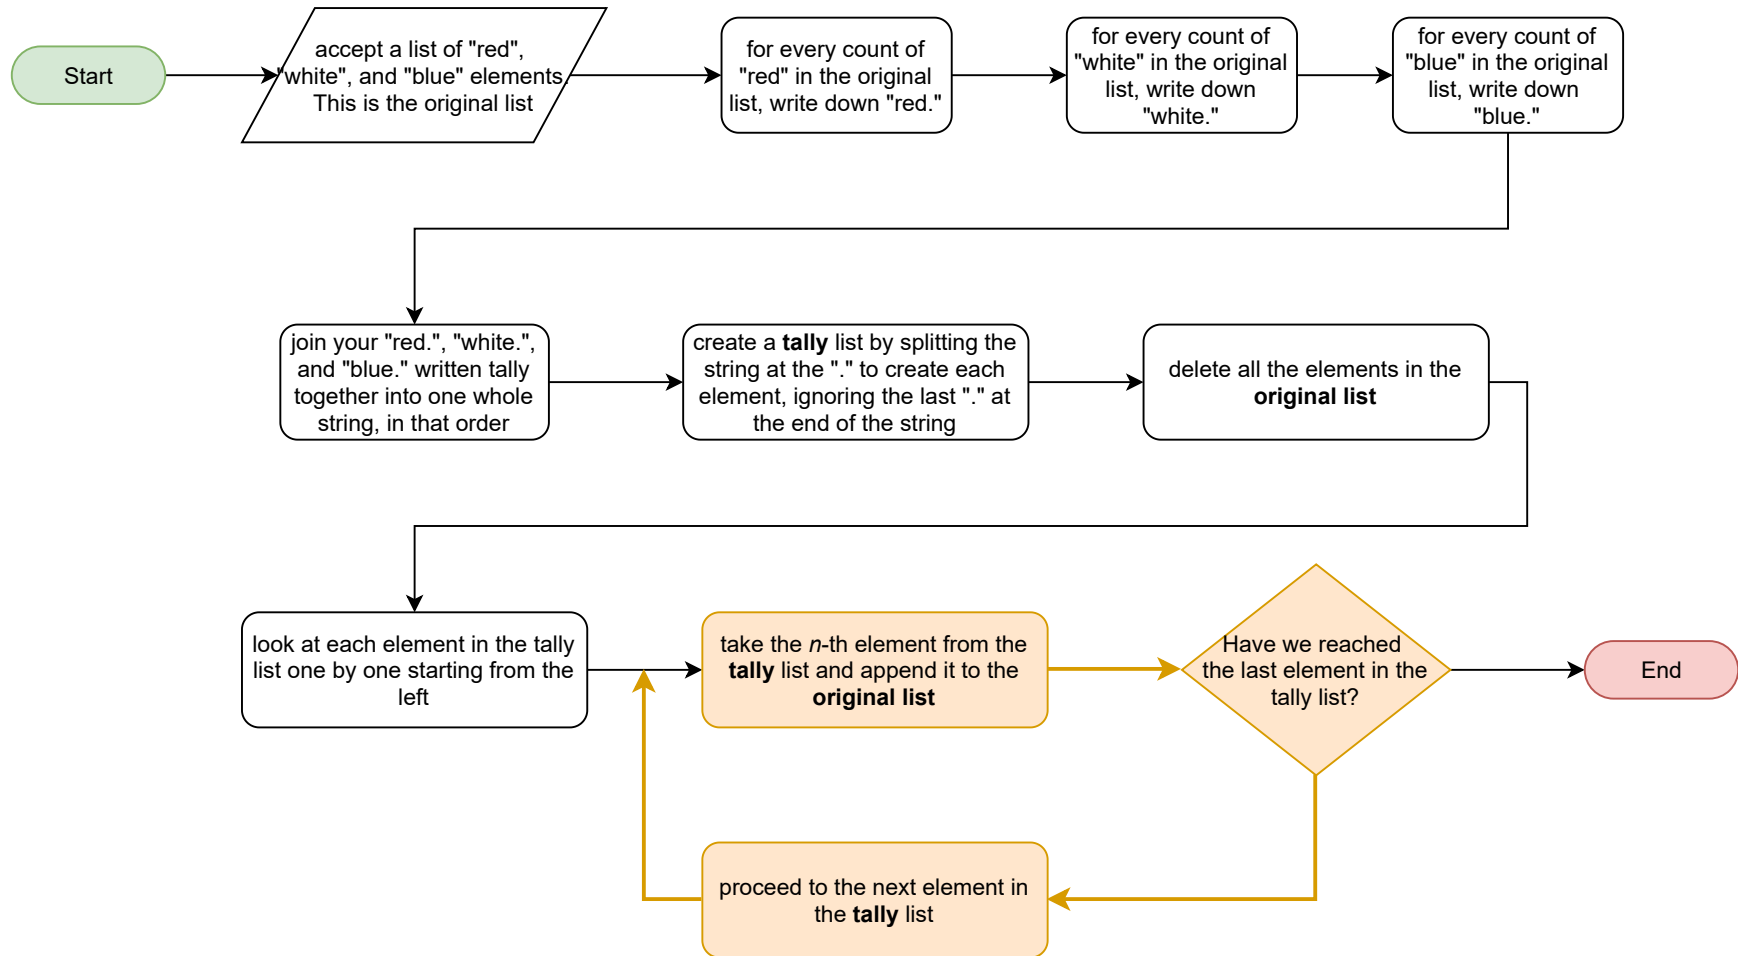 Start
accept a list of "red",
"white", and "blue" elements.
This is the original list
for every count of
"red" in the original
list, write down "red."
for every count of
"white" in the original
list, write down
"white."
for every count of
"blue" in the original
list, write down
"blue."
join your "red.", "white.",
and "blue." written tally
together into one whole
string, in that order
create a tally list by splitting the
string at the "." to create each
element, ignoring the last "." at
the end of the string
delete all the elements in the
original list
look at each element in the tally
list one by one starting from the
left
take the n-th element from the
tally list and append it to the
original list
Have we reached
the last element in the
tally list?
End
proceed to the next element in
the tally list